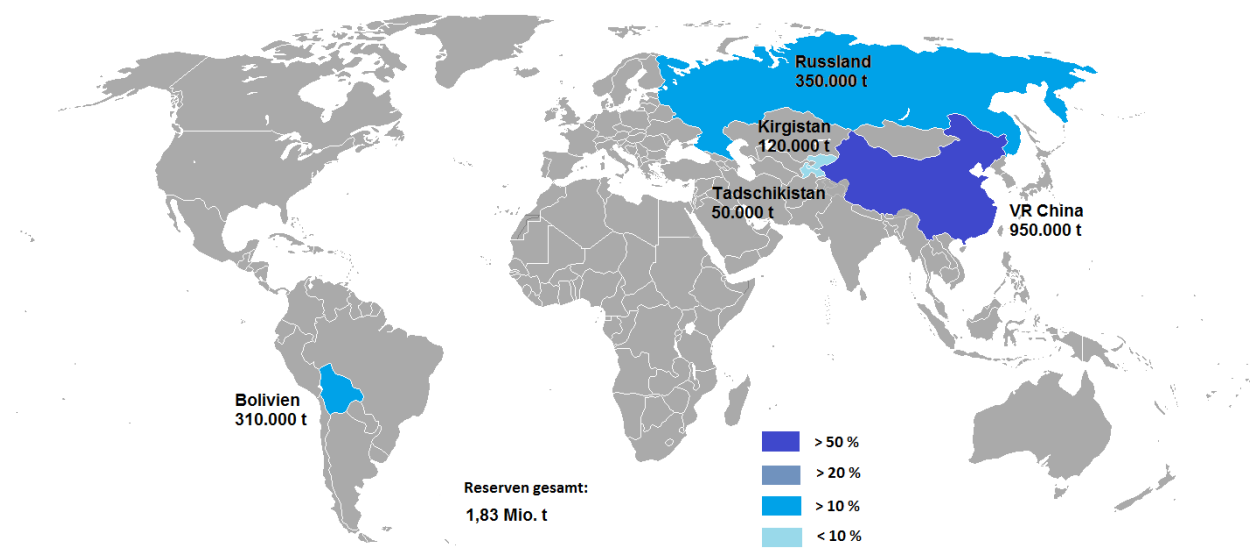 Russland
350.000 t
Kirgistan
120.000 t
Tadschikistan
50.000 t
VR China
950.000 t
Bolivien
310.000 t
> 50 %
> 20 %
> 10 %
< 10 %
Reserven gesamt:
1,83 Mio. t